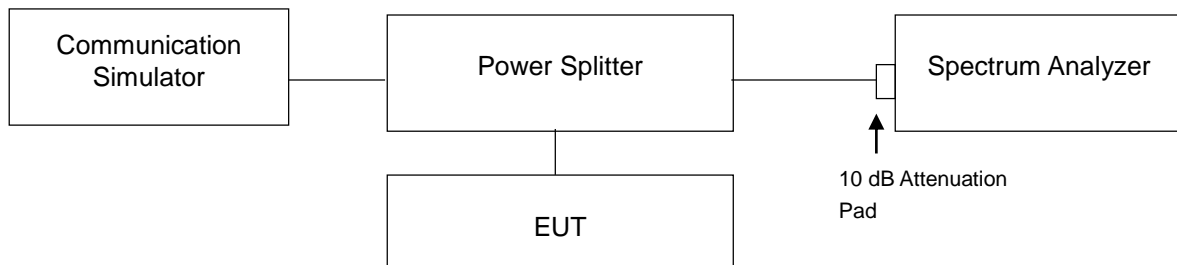 Communication
Simulator
Power Splitter
Spectrum Analyzer
10 dB Attenuation
Pad
EUT